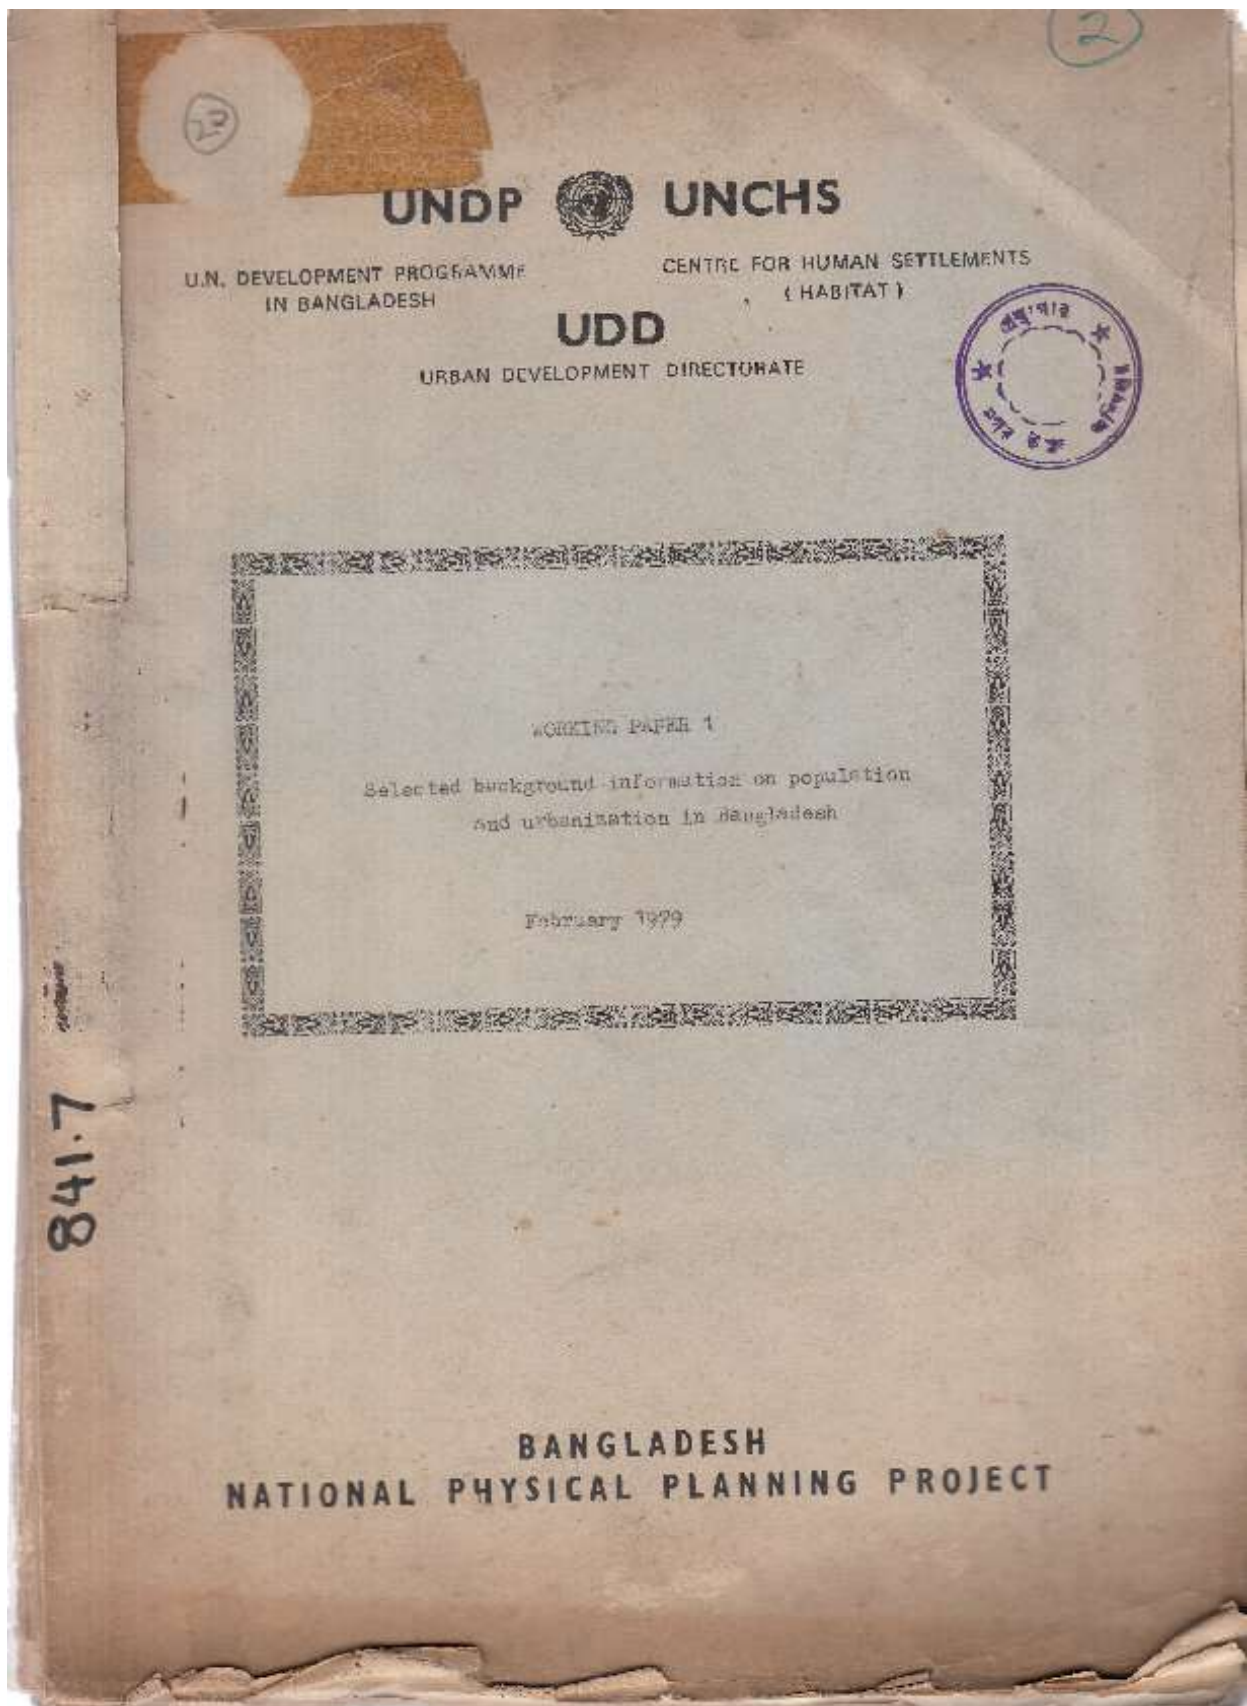 2
23
UNDP UNCHS
U.N. DEVELOPMENT PROGRAMME
IN BANGLADESH
CENTRE FOR HUMAN SETTLEMENTS
(HABITAT)
UDD
URBAN DEVELOPMENT DIRECTORATE
WORKING PAPER 1
Selected background information on population
and urbanization in Bangladesh
February 1979
841.7
BANGLADESH
NATIONAL PHYSICAL PLANNING PROJECT